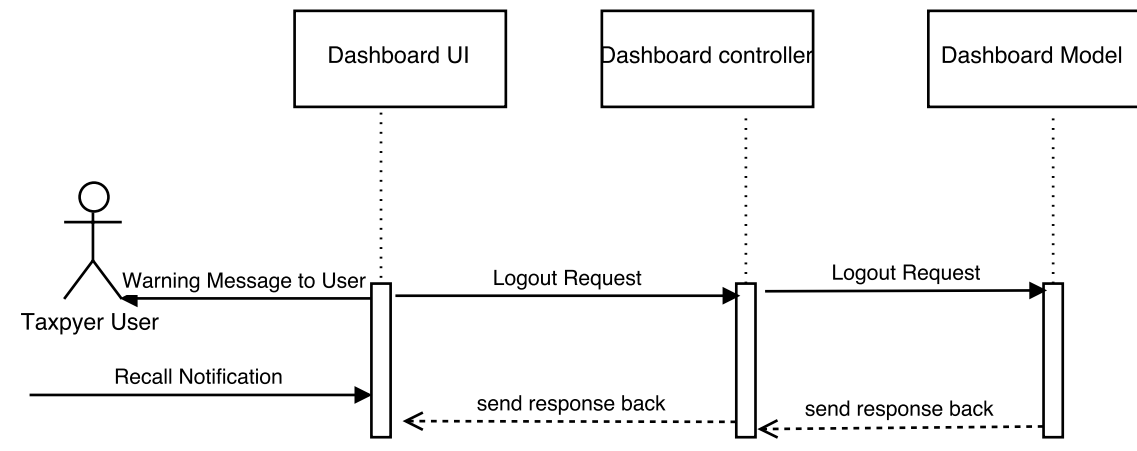 Dashboard UI
Dashboard controller
Dashboard Model
Warning Message to User
Logout Request
Logout Request
Taxpyer User
Recall Notification
send response back
send response back